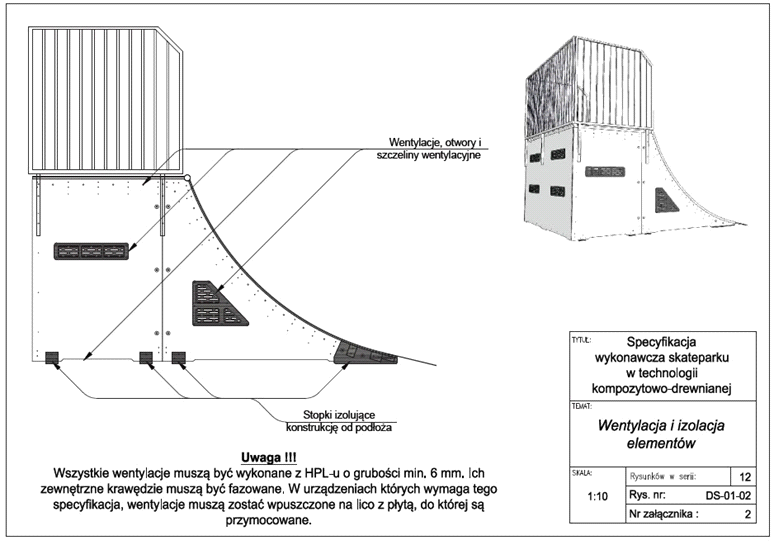 Wentylacje, otwory i
szczeliny wentylacyjne
Stopki izolujące
konstrukcję od podłoża
Uwaga !!!
Wszystkie wentylacje muszą być wykonane z HPL-u o grubości min. 6 mm. Ich
zewnętrzne krawędzie muszą być fazowane. W urządzeniach których wymaga tego
specyfikacja, wentylacje muszą zostać wpuszczone na lico z płytą, do której są
przymocowane.
TYTUŁ:
Specyfikacja
wykonawcza skateparku
w technologii
kompozytowo-drewnianej
TEMAT:
Wentylacja i izolacja
elementów
SKALA:
1:10
Rysunków w serii: 12
Rys. nr: DS-01-02
Nr załącznika : 2